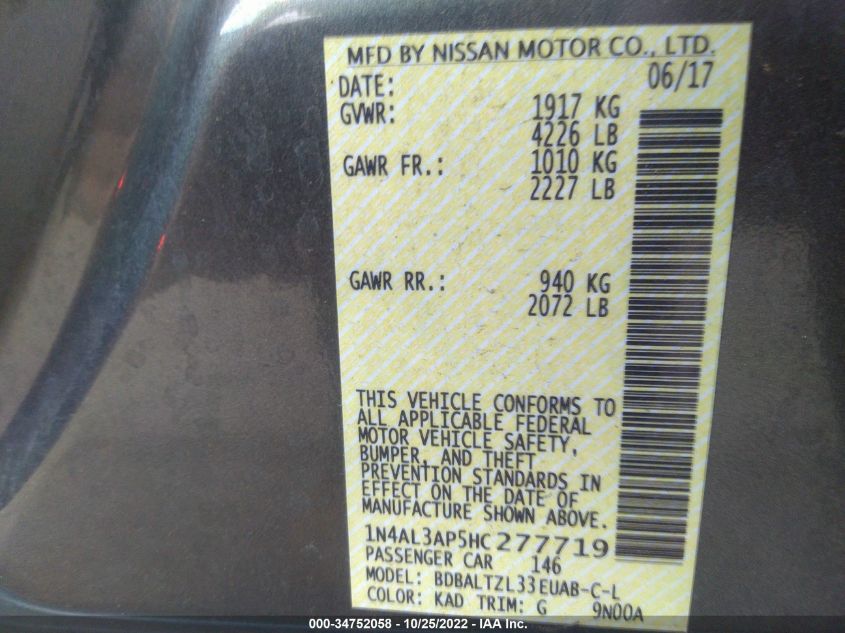 MFD BY NISSAN MOTOR CO., LTD.
DATE: 06/17
GVWR: 1917 KG
4226 LB
GAWR FR.: 1010 KG
2227 LB
GAWR RR.: 940 KG
2072 LB
THIS VEHICLE CONFORMS TO
ALL APPLICABLE FEDERAL
MOTOR VEHICLE SAFETY,
BUMPER, AND THEFT
PREVENTION STANDARDS IN
EFFECT ON THE DATE OF
MANUFACTURE SHOWN ABOVE.
1N4AL3AP5HC277719
PASSENGER CAR 146
MODEL: BDBALTZL33EUAB-C-L
COLOR: KAD TRIM: G 9N00A
000-34752058 - 10/25/2022 - IAA Inc.